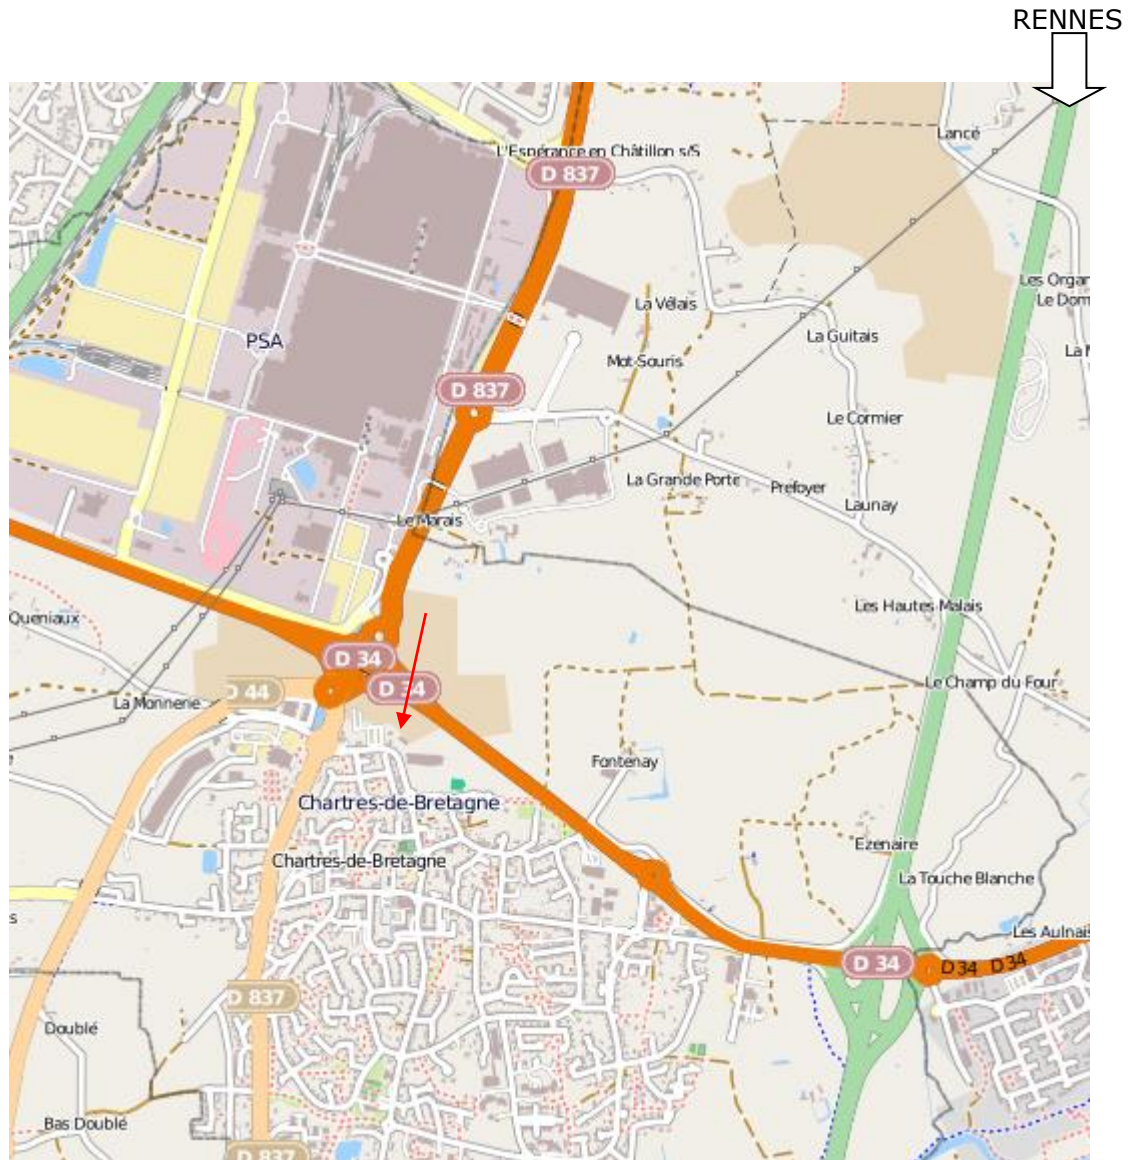 RENNES
Lancé
L'Espérance en Châtillon s/S
D 837
Les Organ
Le Dom
La Vélais
La Guitais
PSA
La M
Mot-Souris
D 837
Le Cormier
La Grande Porte
Prefoyer
Launay
Le Marais
Les Hautes-Malais
Queniaux
D 34
Le Champ du Four
D 44
D 34
La Monnerie
Fontenay
Chartres-de-Bretagne
Ezenaire
Chartres-de-Bretagne
La Touche Blanche
s
Les Aulnais
D 34
D 34
D 34
D 837
Doublé
Bas Doublé
D 837